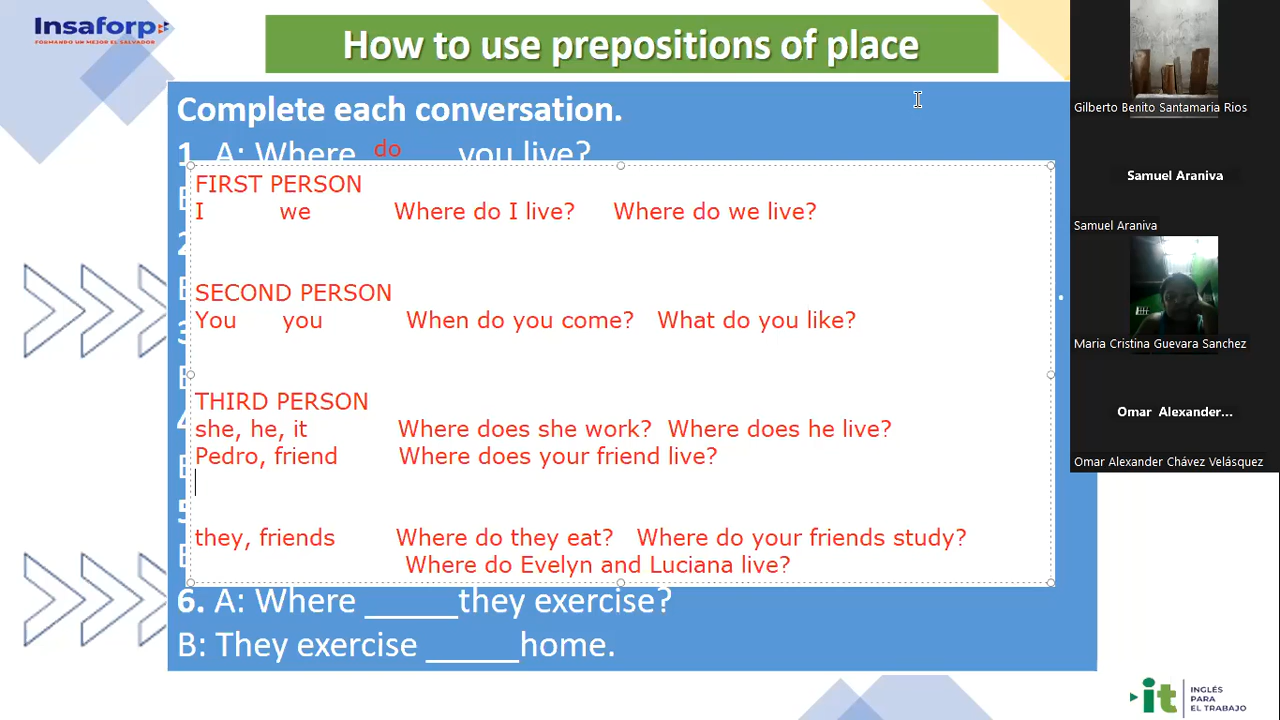 Insaforp
FORMANDO UN MEJOR EL SALVADOR
How to use prepositions of place
Complete each conversation.
1. A: Where do you live?
FIRST PERSON
I we Where do I live? Where do we live?
SECOND PERSON
You you When do you come? What do you like?
THIRD PERSON
she, he, it Where does she work? Where does he live?
Pedro, friend Where does your friend live?
they, friends Where do they eat? Where do your friends study?
Where do Evelyn and Luciana live?
6. A: Where _____they exercise?
B: They exercise _____home.
Gilberto Benito Santamaria Rios
Samuel Araniva
Samuel Araniva
Maria Cristina Guevara Sanchez
Omar Alexander...
Omar Alexander Chávez Velásquez
it
INGLÉS
PARA
EL TRABAJO